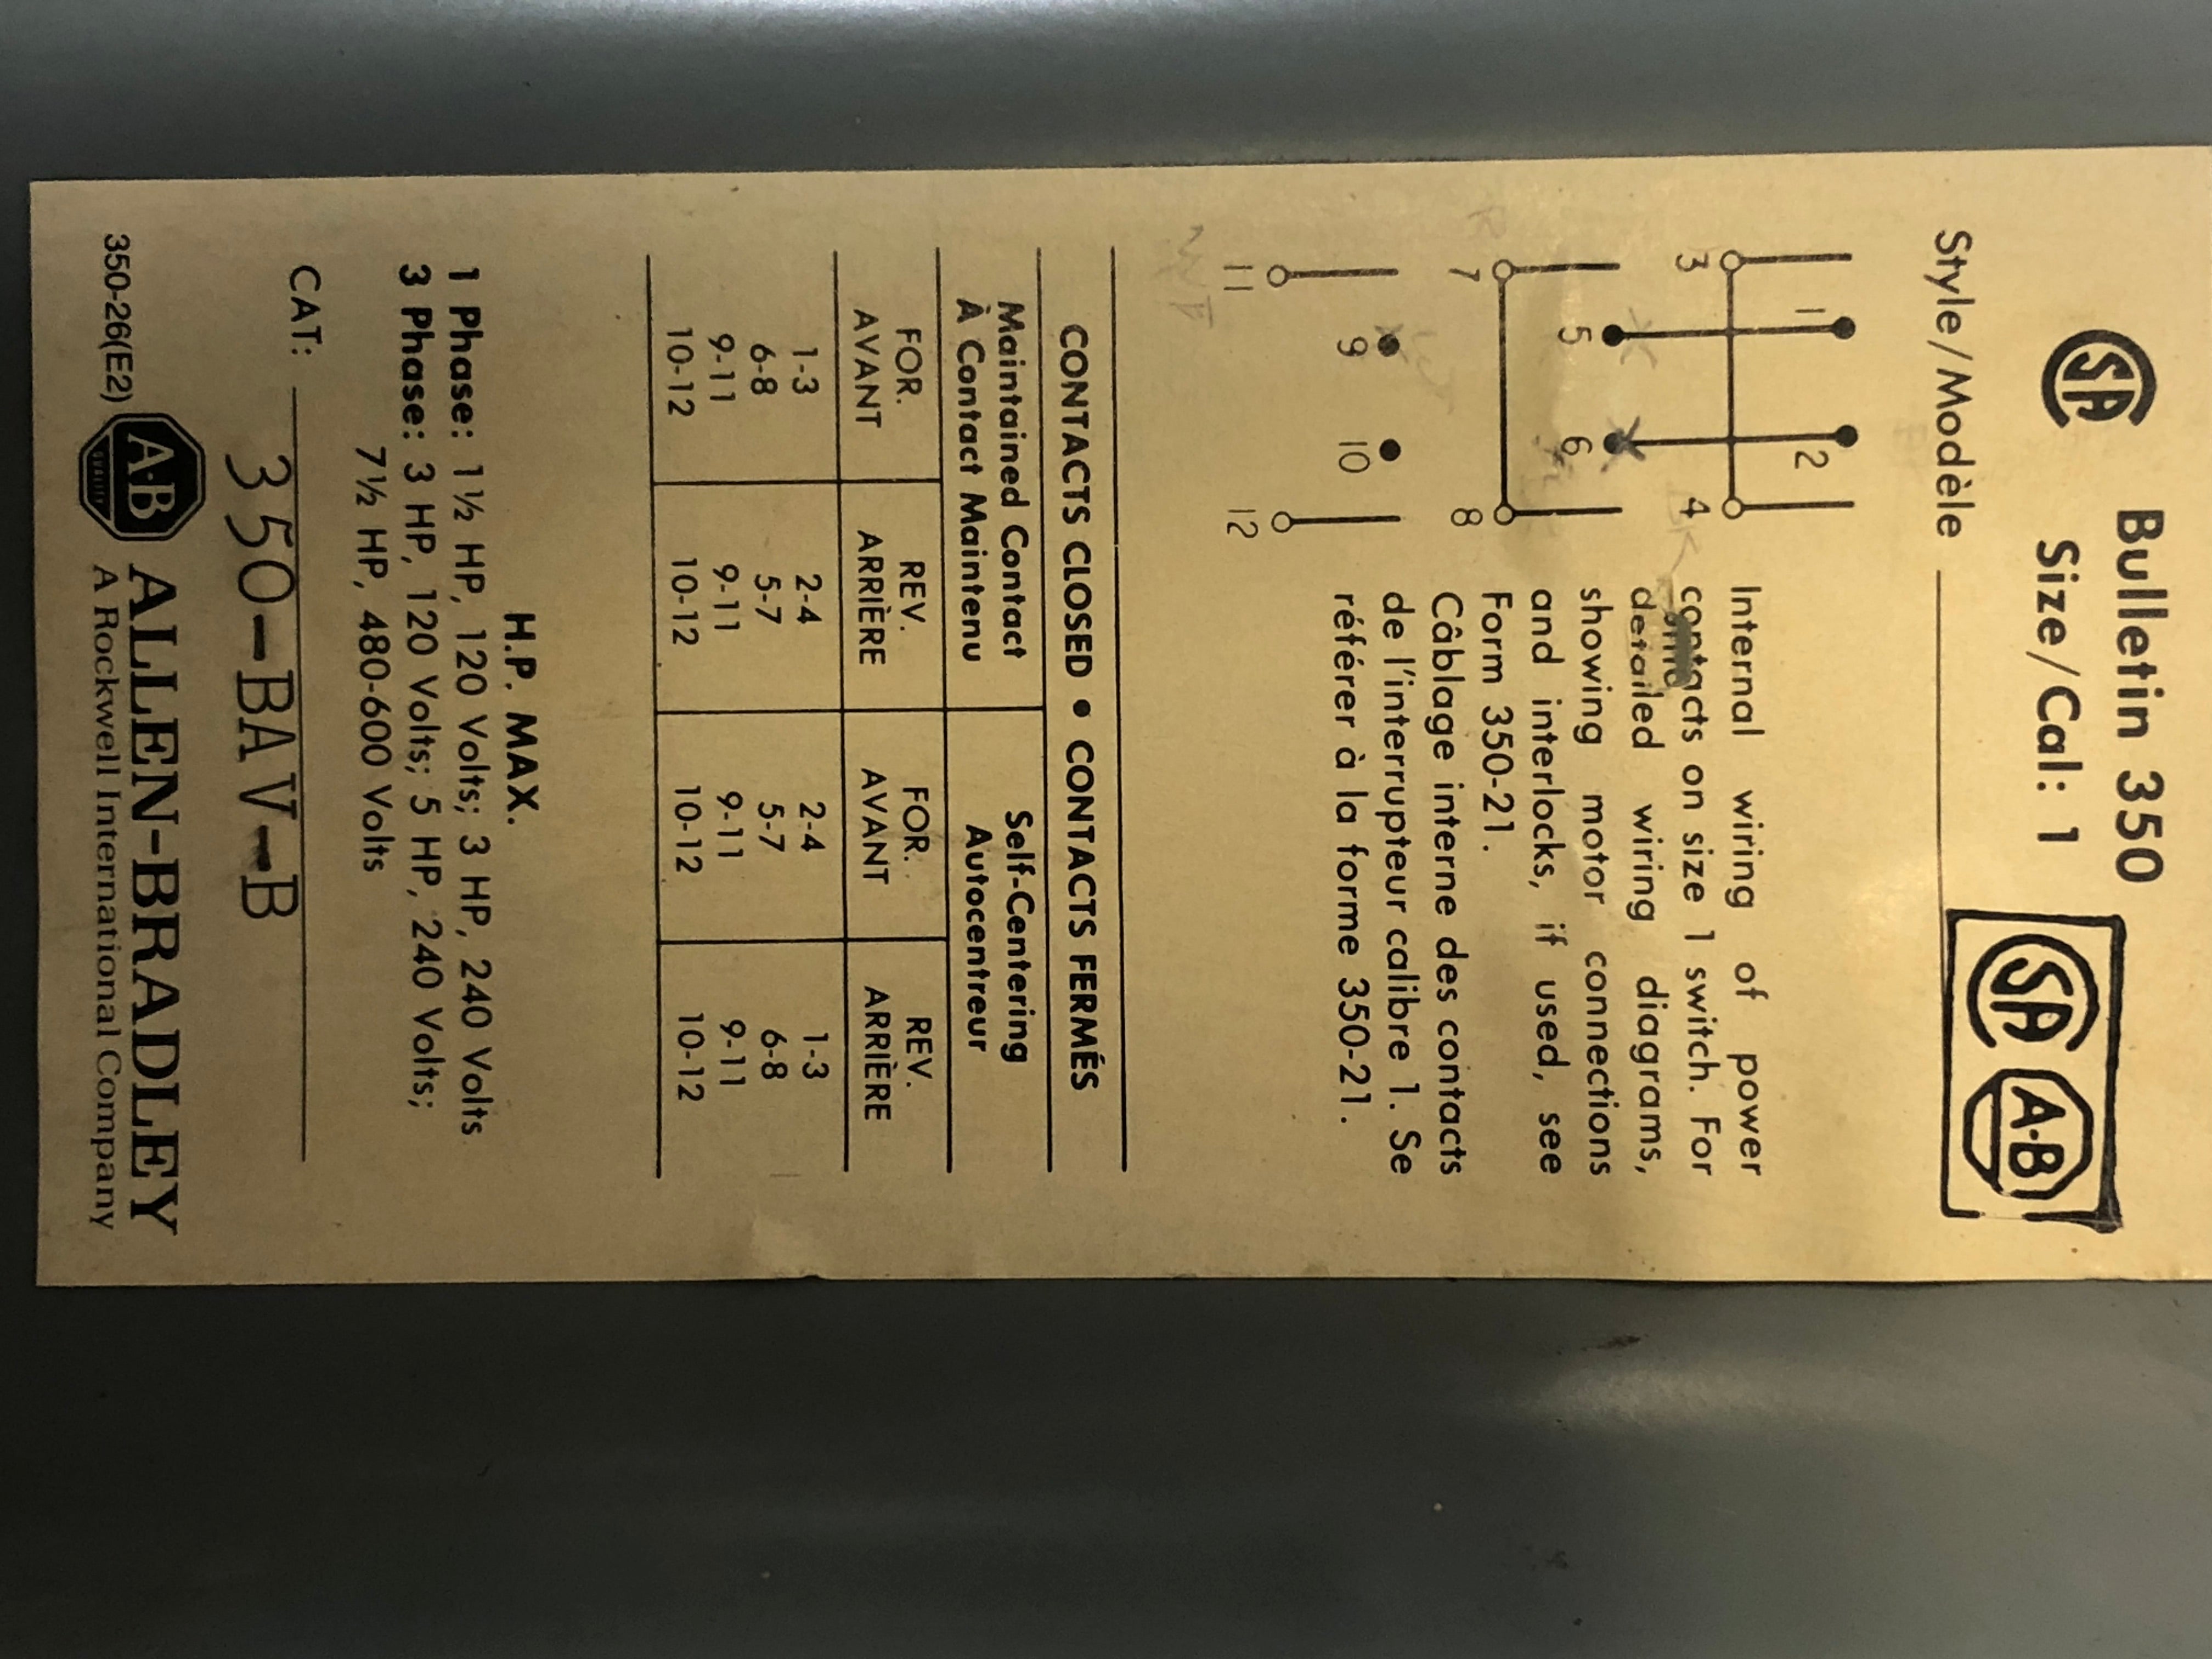 Bulletin 350
SA Size/Cal: 1
SA A-B
Style/Modèle
1 2
3 4
5 6
7 8
9 10
11 12
Internal wiring of power
contacts on size 1 switch. For
detailed wiring diagrams,
showing motor connections
and interlocks, if used, see
Form 350-21.
Câblage interne des contacts
de l'interrupteur calibre 1. Se
référer à la forme 350-21.
CONTACTS CLOSED • CONTACTS FERMÉS
Maintained Contact Self-Centering
À Contact Maintenu Autocentreur
FOR. REV. FOR. REV.
AVANT ARRIÈRE AVANT ARRIÈRE
1-3 2-4 2-4 1-3
6-8 5-7 5-7 6-8
9-11 9-11 9-11 9-11
10-12 10-12 10-12 10-12
H.P. MAX.
1 Phase: 1½ HP, 120 Volts; 3 HP, 240 Volts
3 Phase: 3 HP, 120 Volts; 5 HP, 240 Volts;
7½ HP, 480-600 Volts
CAT: 350-BAV-B
A-B QUALITY ALLEN-BRADLEY
350-26(E2) A Rockwell International Company